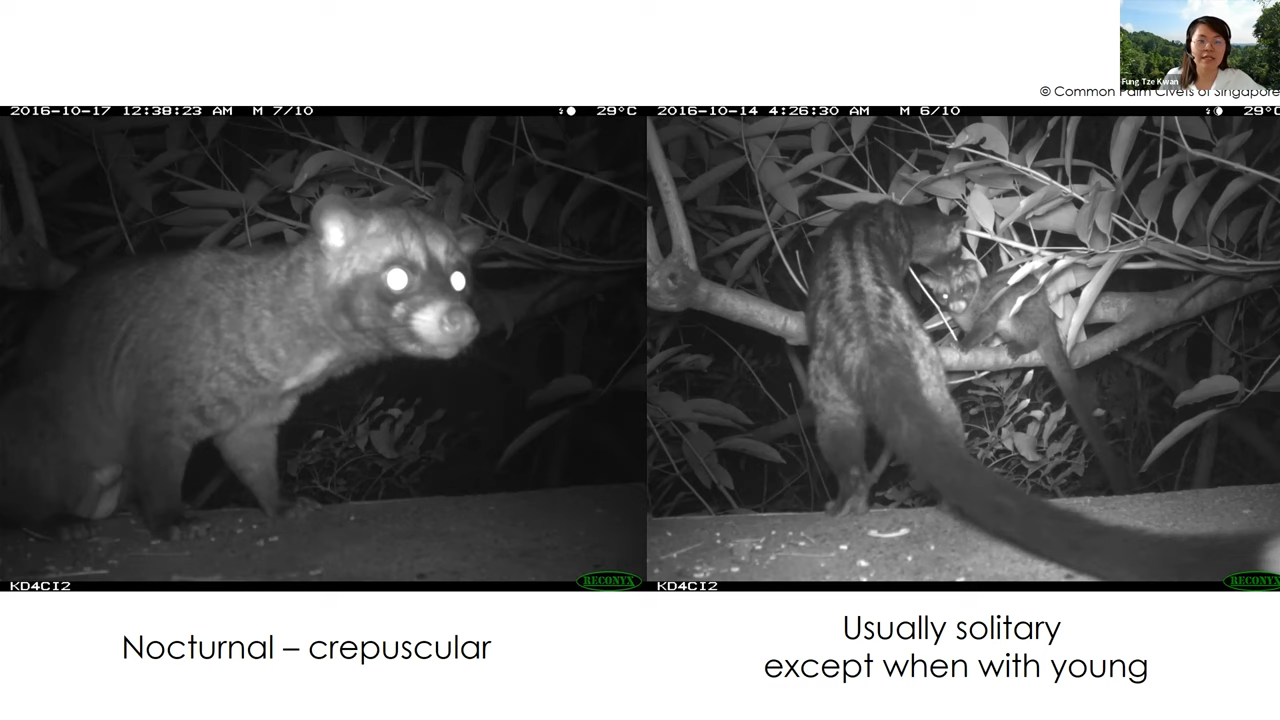 Fung Tze Kwan
© Common Palm Civets of Singapore
2016-10-17 12:38:23 AM M 7/10 29°C
2016-10-14 4:26:30 AM M 6/10 29°C
KD4CI2 RECONYX
KD4CI2 RECONYX
Nocturnal – crepuscular
Usually solitary
except when with young